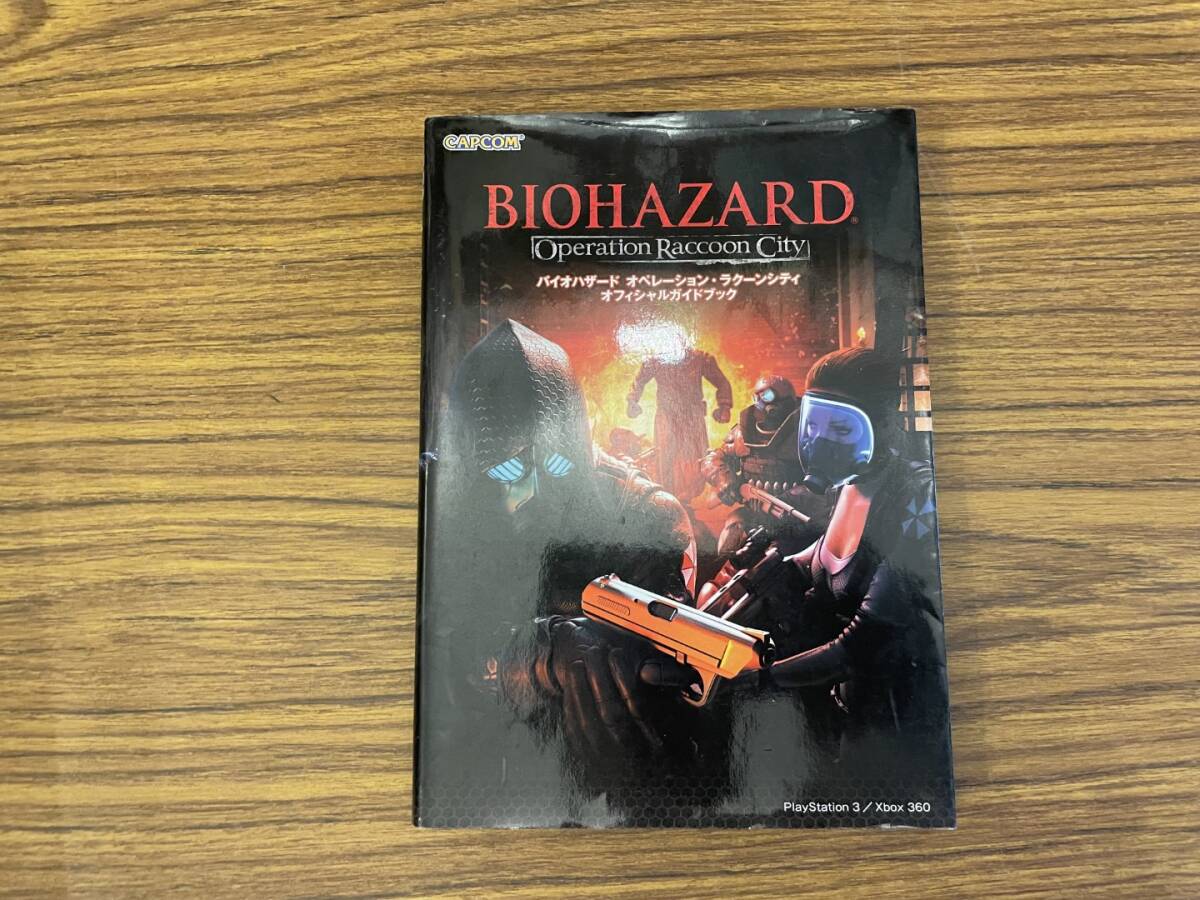 CAPCOM®
BIOHAZARD®
Operation Raccoon City
バイオハザード オペレーション・ラクーンシティ
オフィシャルガイドブック
PlayStation 3 / Xbox 360